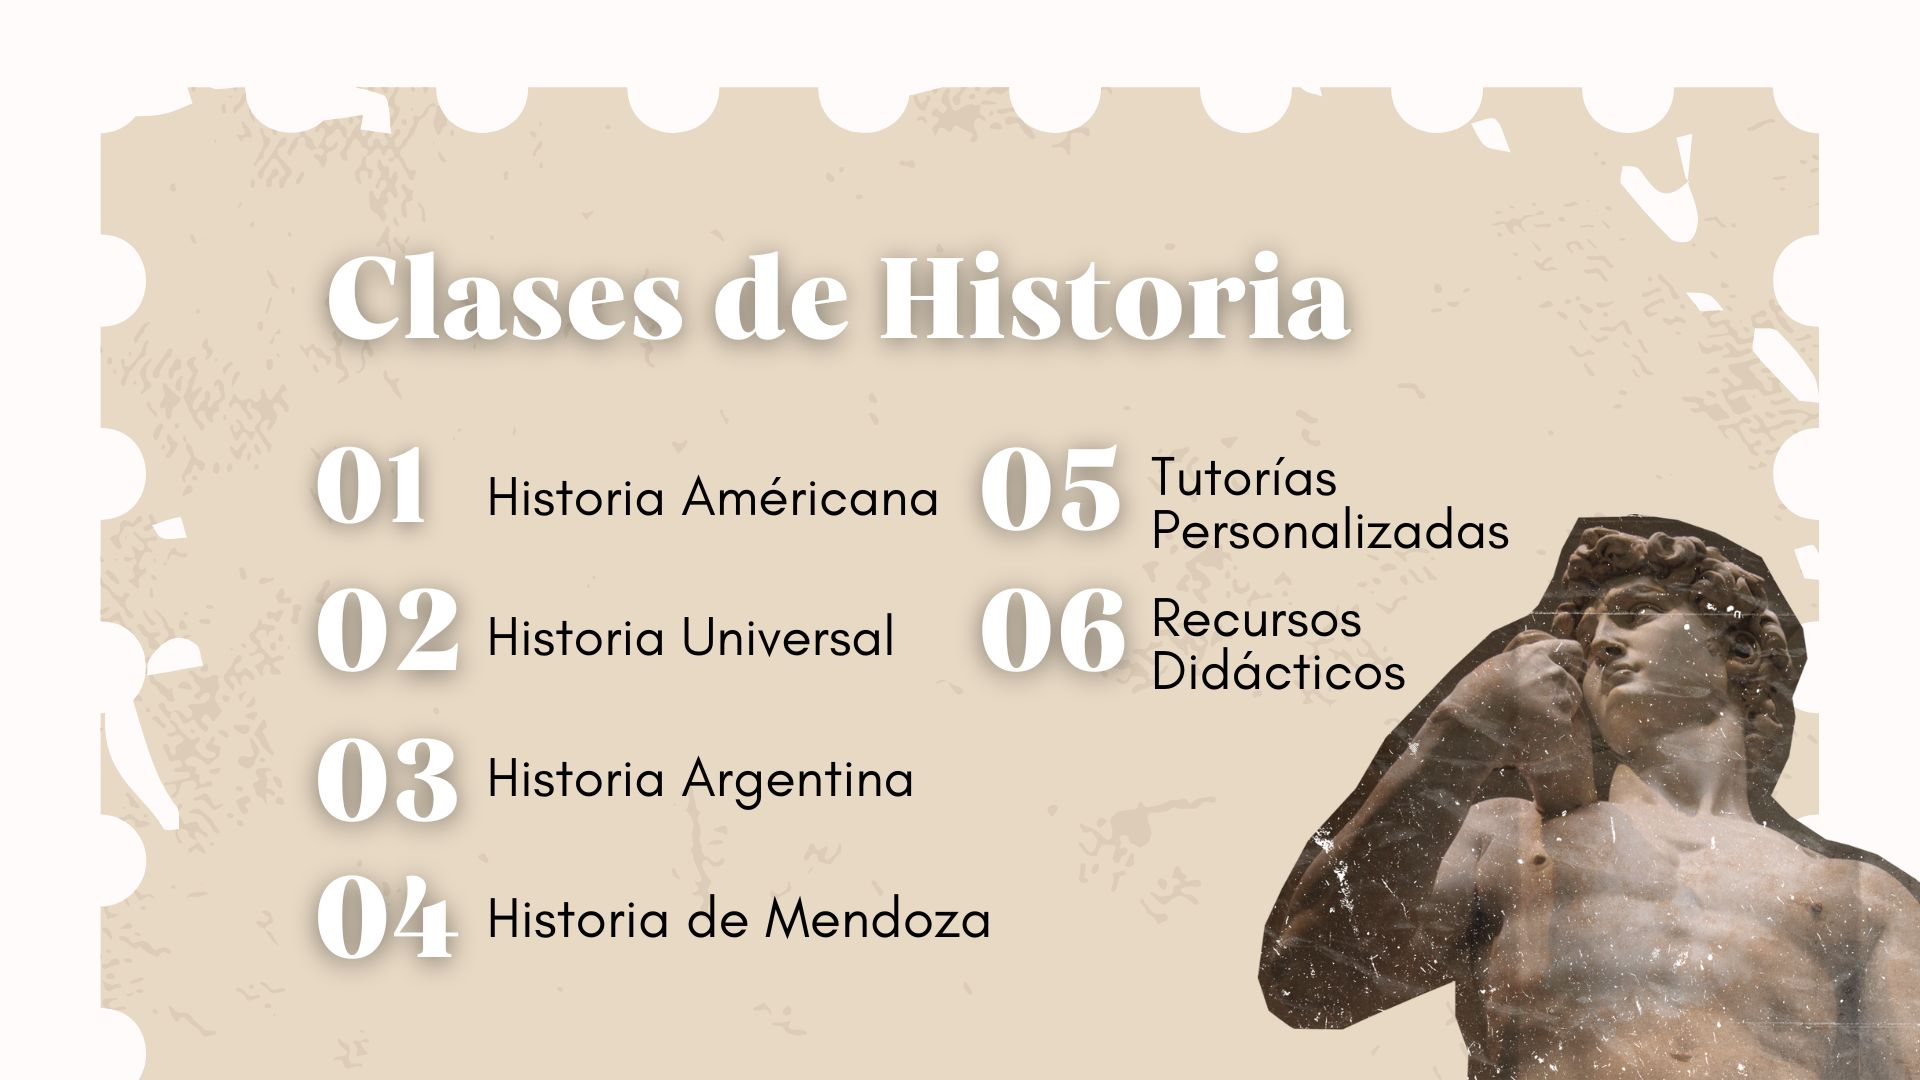 Clases de Historia
01
Historia Américana
02
Historia Universal
03
Historia Argentina
04
Historia de Mendoza
05
Tutorías
Personalizadas
06
Recursos
Didácticos